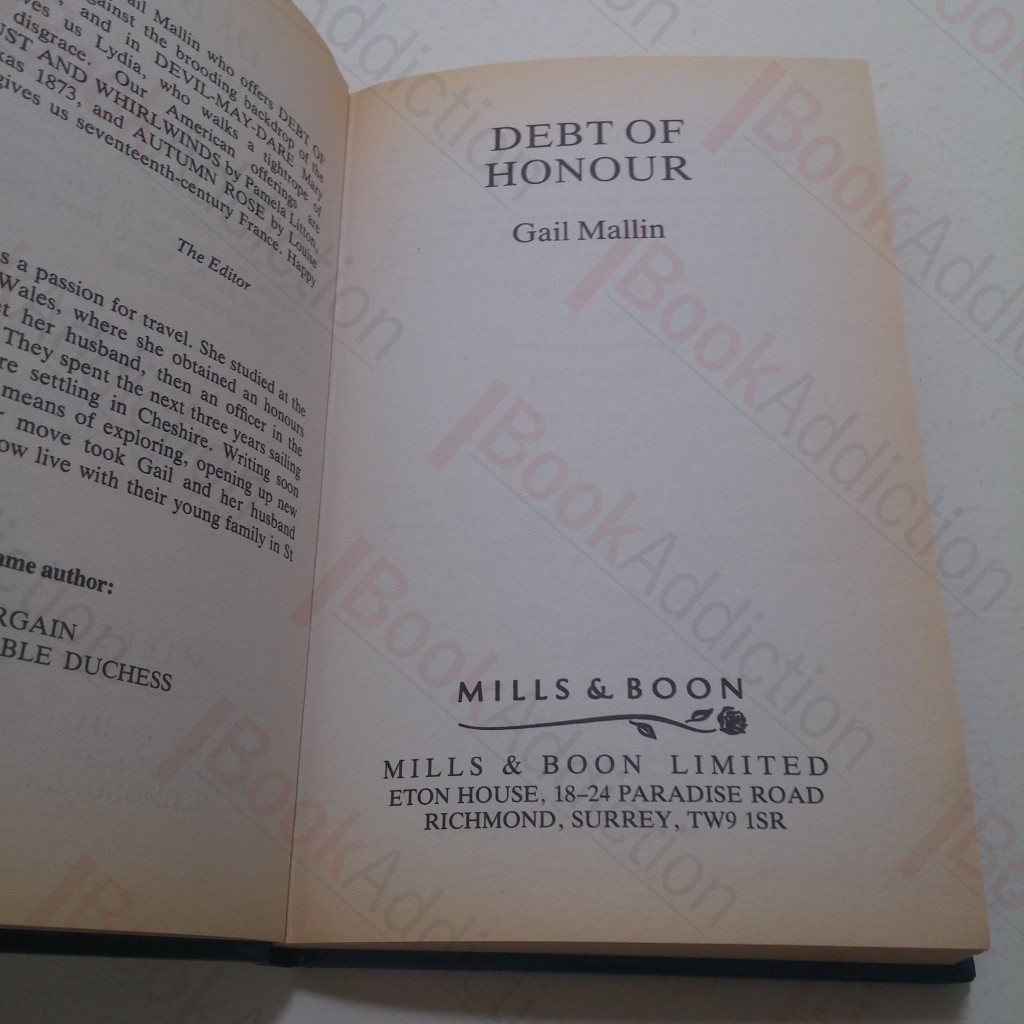 ail Mallin who offers DEBT OF
against the brooding backdrop of the
ves us Lydia, who walks a tightrope of
, and in DEVIL-MAY-DARE Mary
disgrace. Our American offerings are
UST AND WHIRLWINDS by Pamela Litton,
xas 1873, and AUTUMN ROSE by Louise
gives us seventeenth-century France. Happy
The Editor
s a passion for travel. She studied at the
Wales, where she obtained an honours
t her husband, then an officer in the
They spent the next three years sailing
re settling in Cheshire. Writing soon
means of exploring, opening up new
r move took Gail and her husband
ow live with their young family in St
ame author:
RGAIN
BLE DUCHESS
DEBT OF
HONOUR
Gail Mallin
MILLS & BOON
MILLS & BOON LIMITED
ETON HOUSE, 18–24 PARADISE ROAD
RICHMOND, SURREY, TW9 1SR
BookAddiction